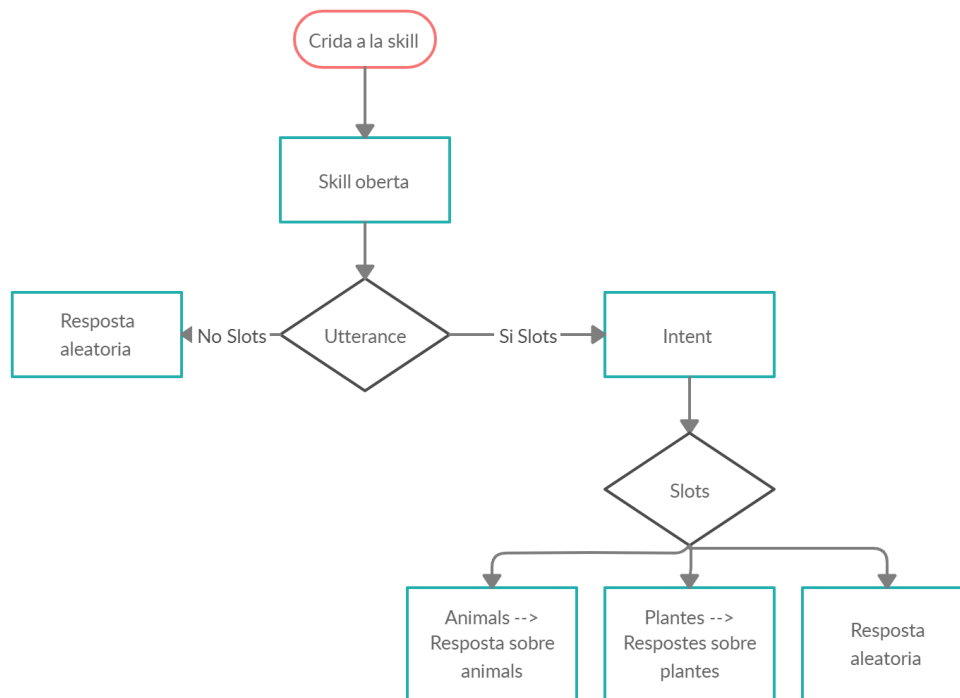 Crida a la skill
Skill oberta
Resposta
aleatoria
No Slots
Utterance
Si Slots
Intent
Slots
Animals -->
Resposta sobre
animals
Plantes -->
Respostes sobre
plantes
Resposta
aleatoria